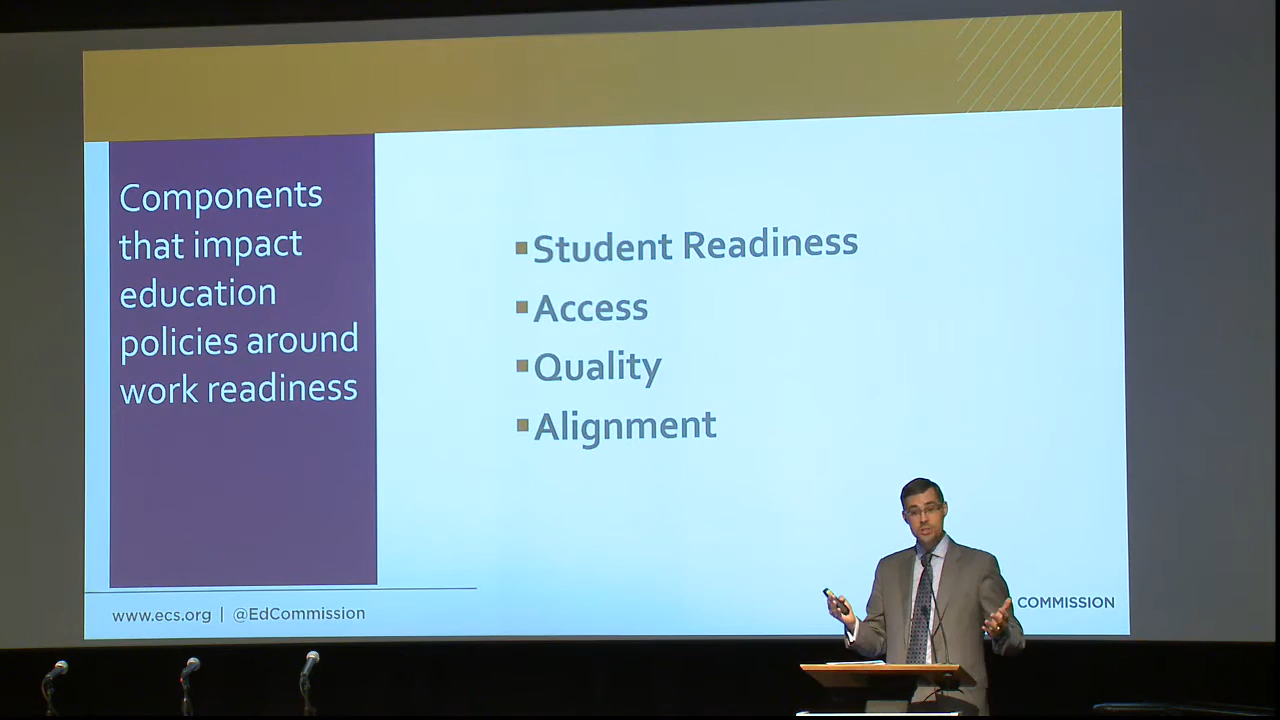 Components
that impact
education
policies around
work readiness
Student Readiness
Access
Quality
Alignment
www.ecs.org | @EdCommission
COMMISSION